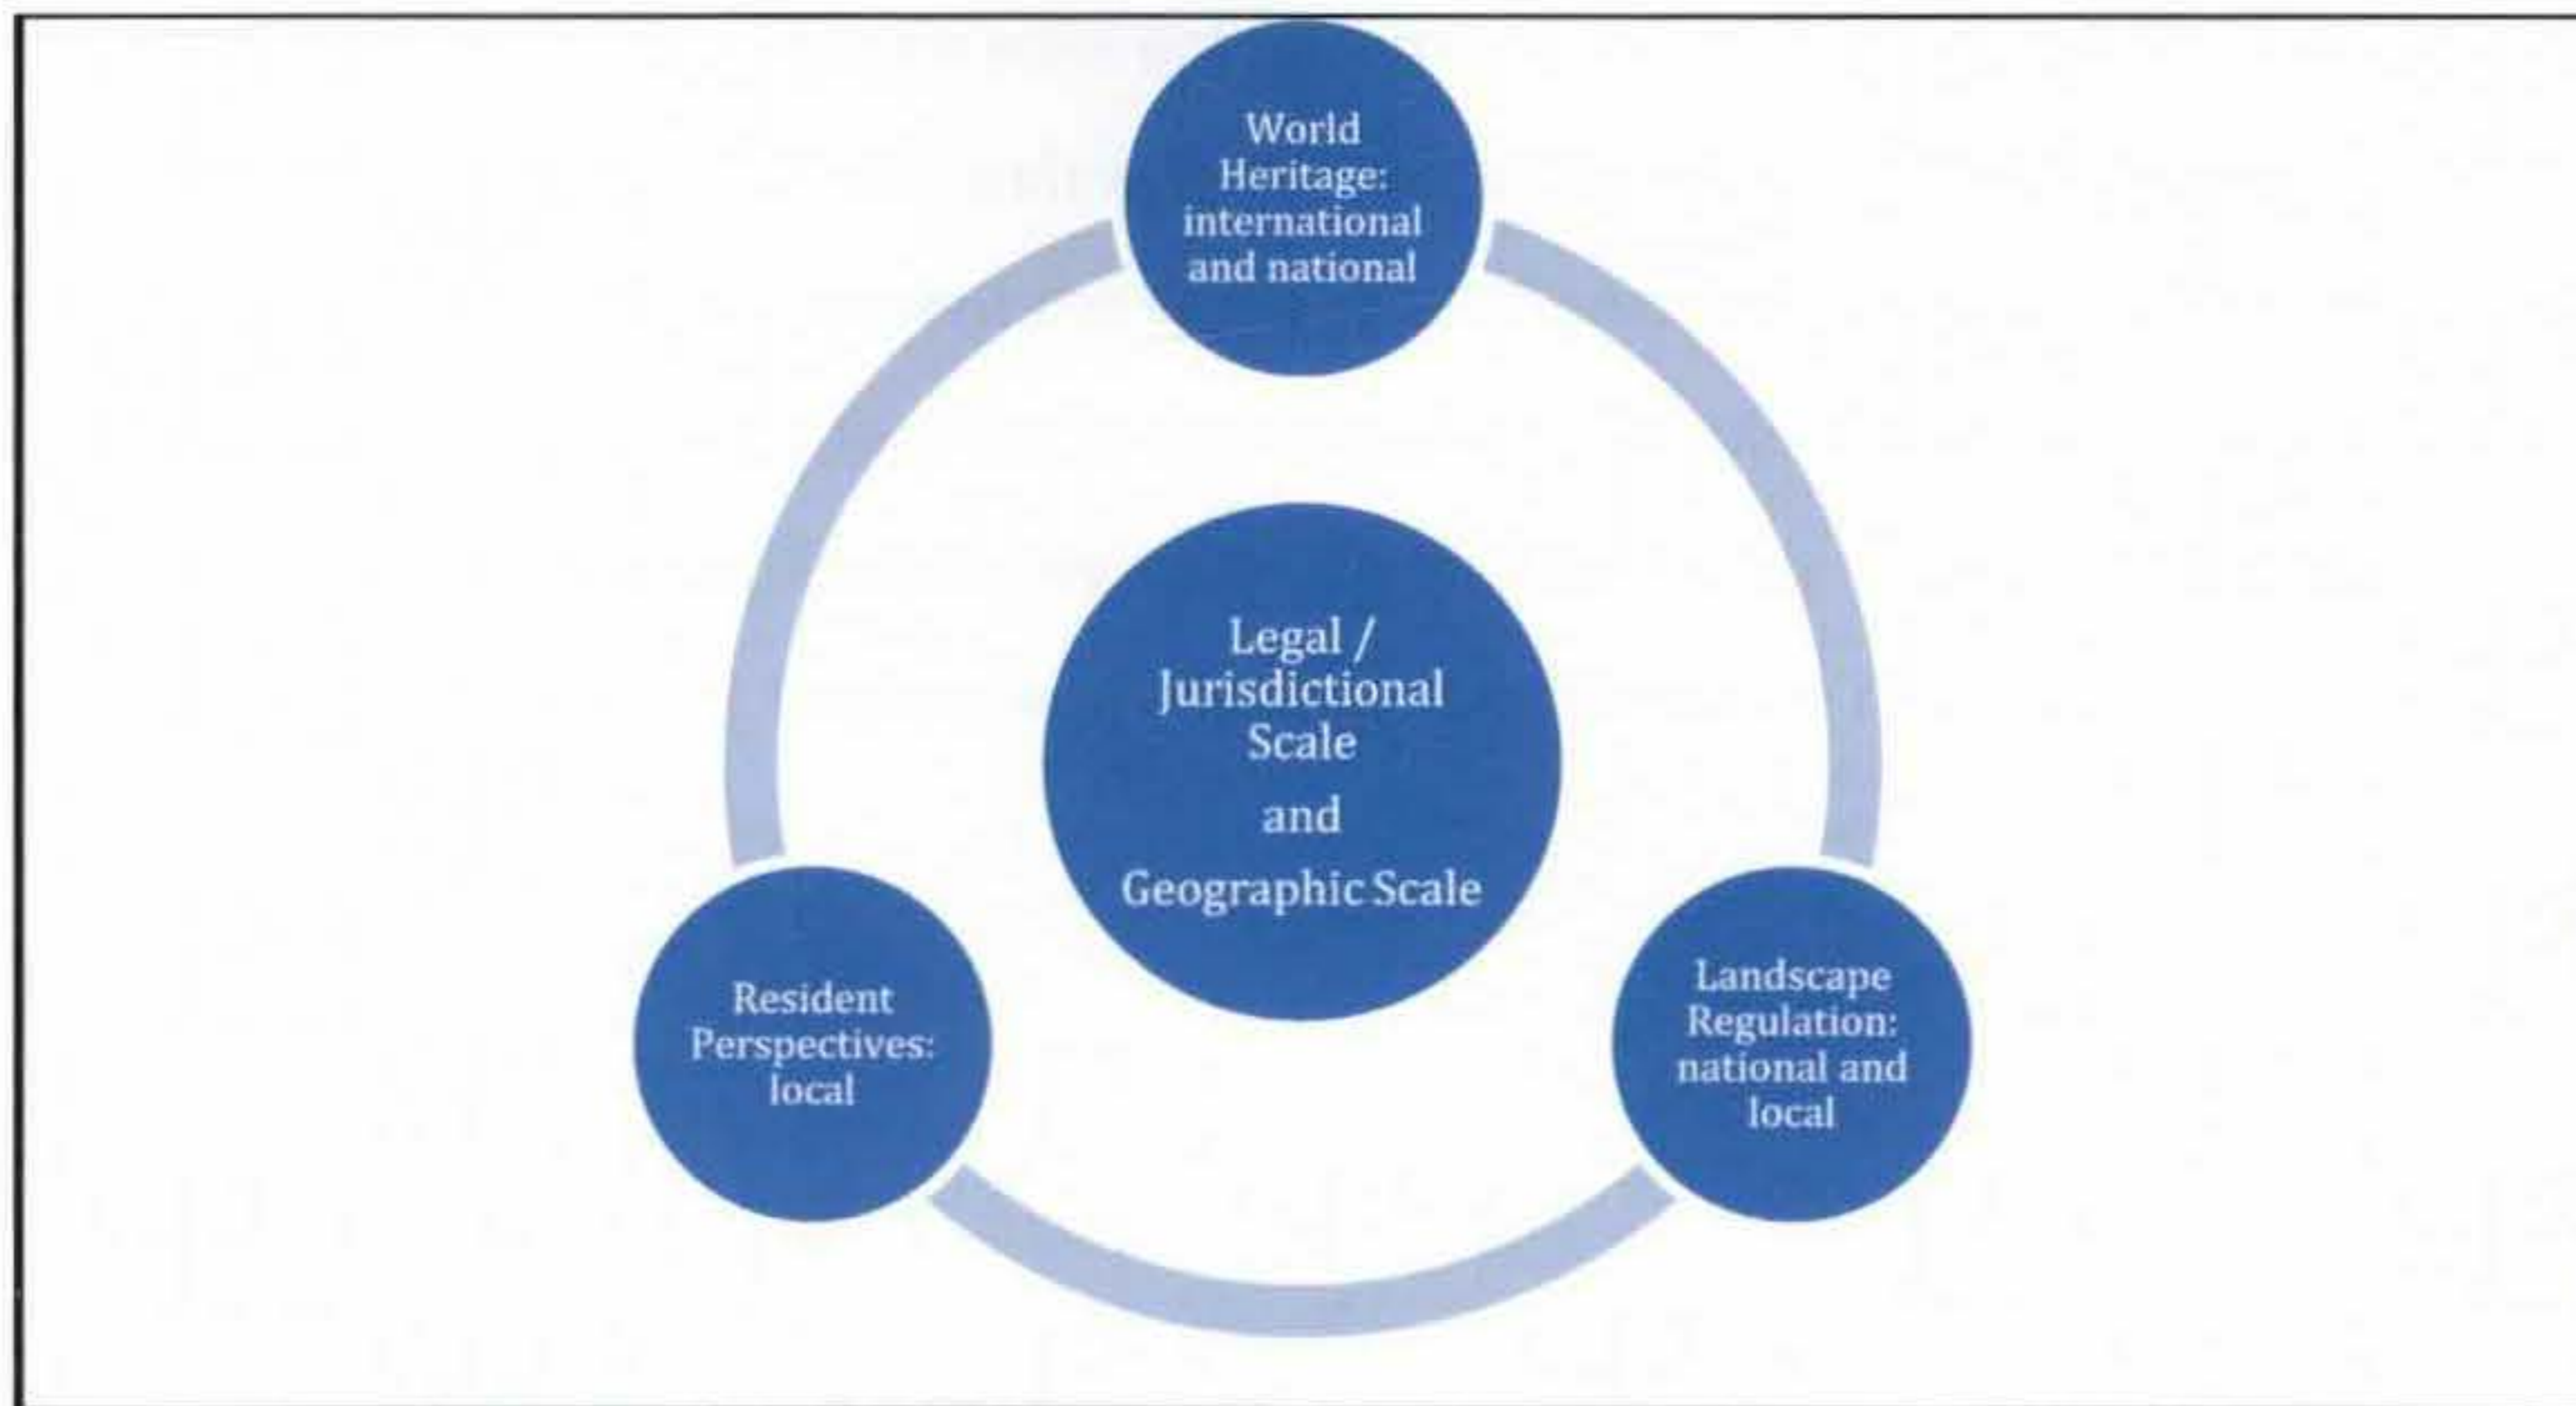 World
Heritage:
international
and national
Legal /
Jurisdictional
Scale
and
Geographic Scale
Resident
Perspectives:
local
Landscape
Regulation:
national and
local